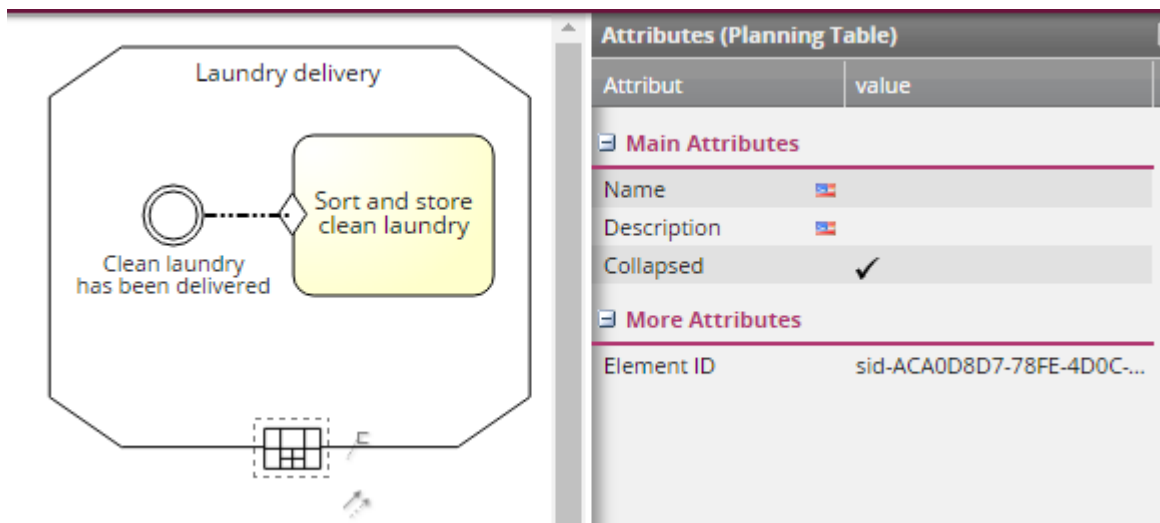 Laundry delivery
Sort and store
clean laundry
Clean laundry
has been delivered
Attributes (Planning Table)
Attribut value
Main Attributes
Name
Description
Collapsed
More Attributes
Element ID sid-ACA0D8D7-78FE-4D0C-...